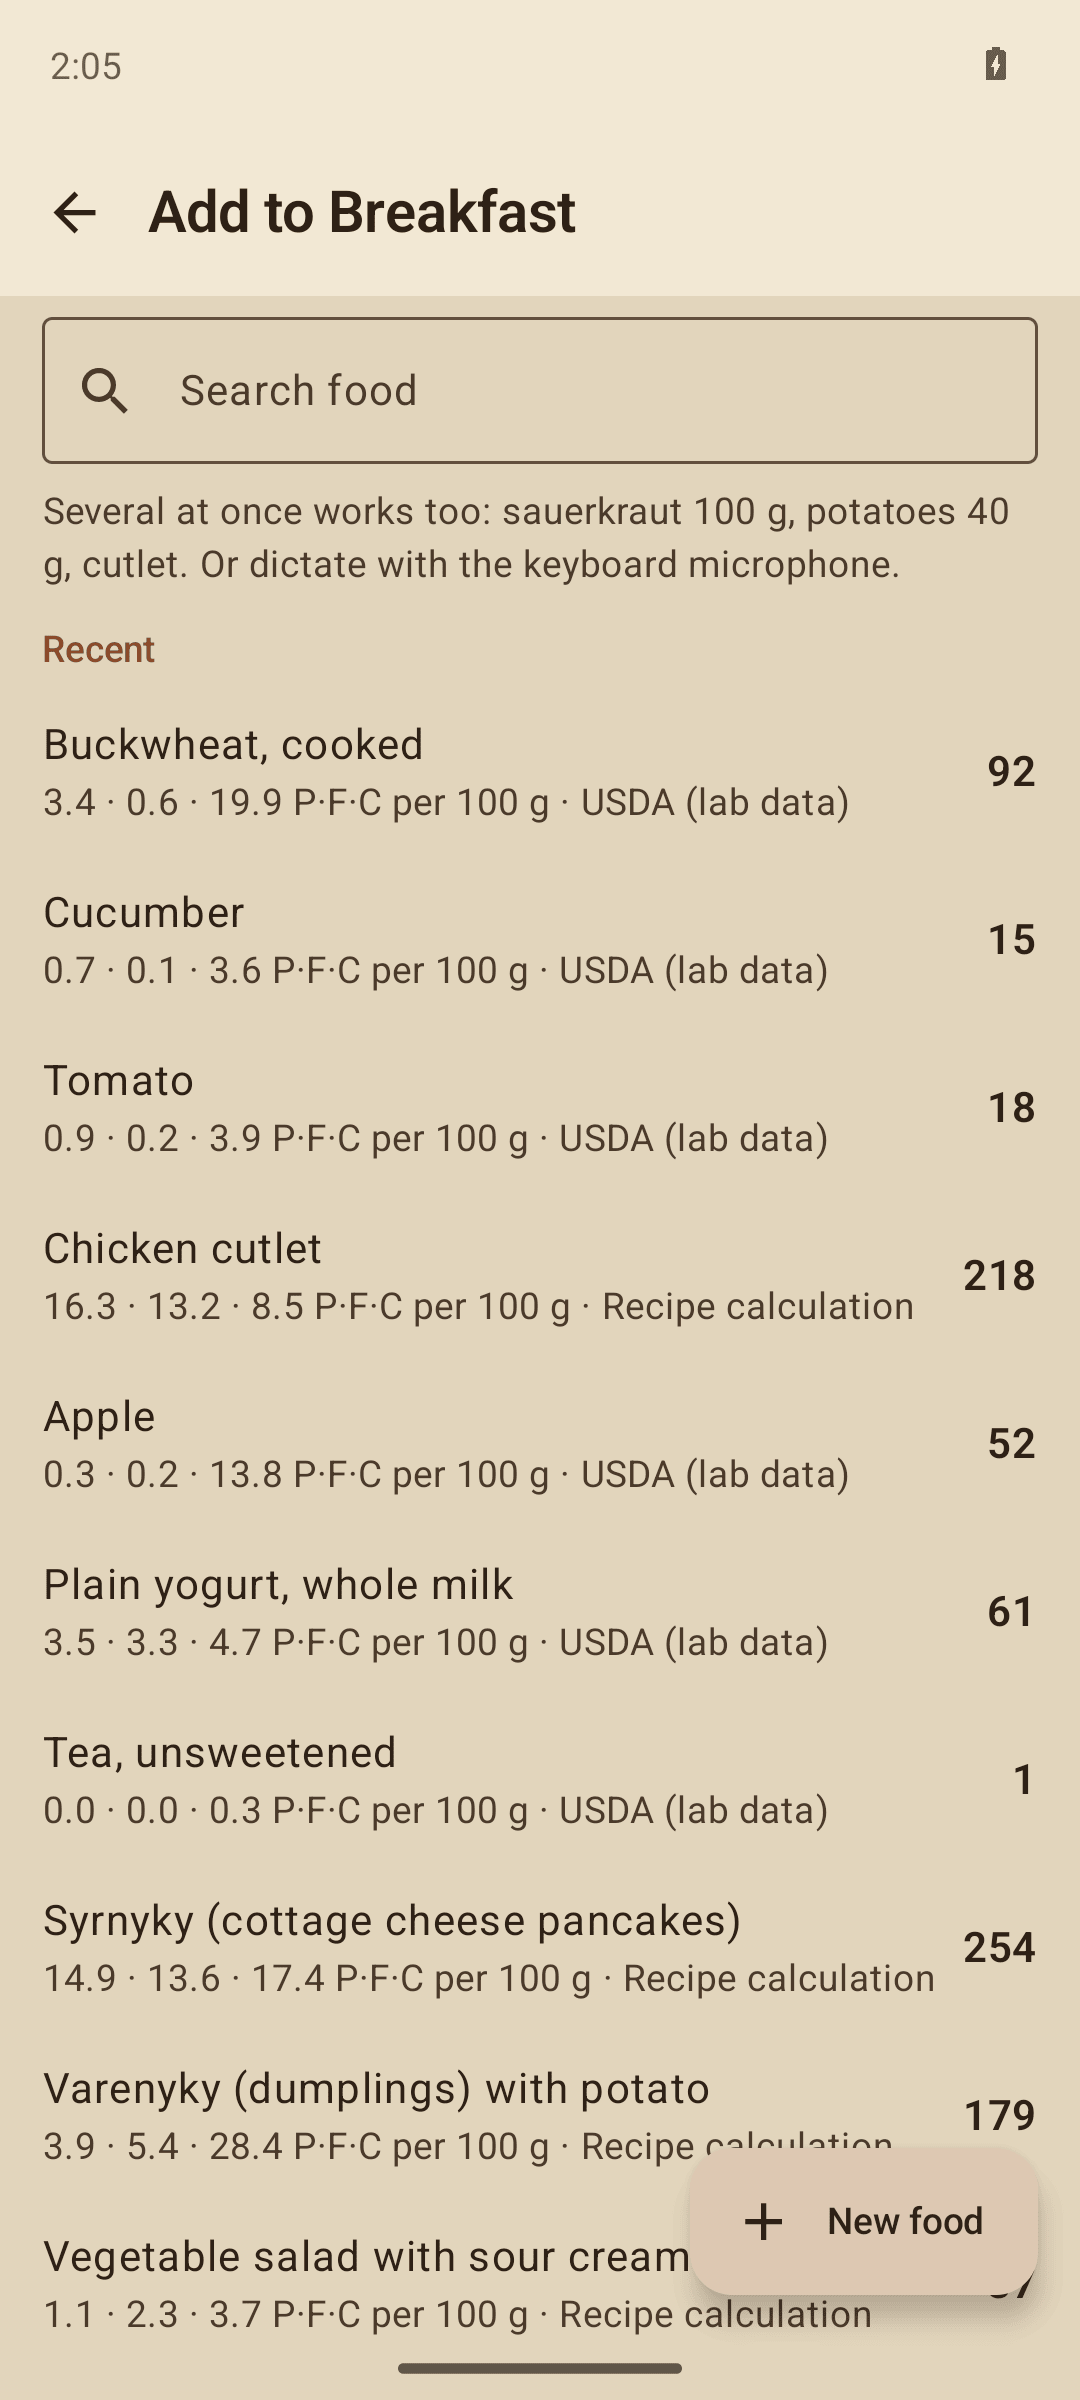 2:05
Add to Breakfast
Search food
Several at once works too: sauerkraut 100 g, potatoes 40
g, cutlet. Or dictate with the keyboard microphone.
Recent
Buckwheat, cooked
3.4 · 0.6 · 19.9 P·F·C per 100 g · USDA (lab data)
92
Cucumber
0.7 · 0.1 · 3.6 P·F·C per 100 g · USDA (lab data)
15
Tomato
0.9 · 0.2 · 3.9 P·F·C per 100 g · USDA (lab data)
18
Chicken cutlet
16.3 · 13.2 · 8.5 P·F·C per 100 g · Recipe calculation
218
Apple
0.3 · 0.2 · 13.8 P·F·C per 100 g · USDA (lab data)
52
Plain yogurt, whole milk
3.5 · 3.3 · 4.7 P·F·C per 100 g · USDA (lab data)
61
Tea, unsweetened
0.0 · 0.0 · 0.3 P·F·C per 100 g · USDA (lab data)
1
Syrnyky (cottage cheese pancakes)
14.9 · 13.6 · 17.4 P·F·C per 100 g · Recipe calculation
254
Varenyky (dumplings) with potato
3.9 · 5.4 · 28.4 P·F·C per 100 g · Recipe calculation
179
New food
Vegetable salad with sour cream
1.1 · 2.3 · 3.7 P·F·C per 100 g · Recipe calculation